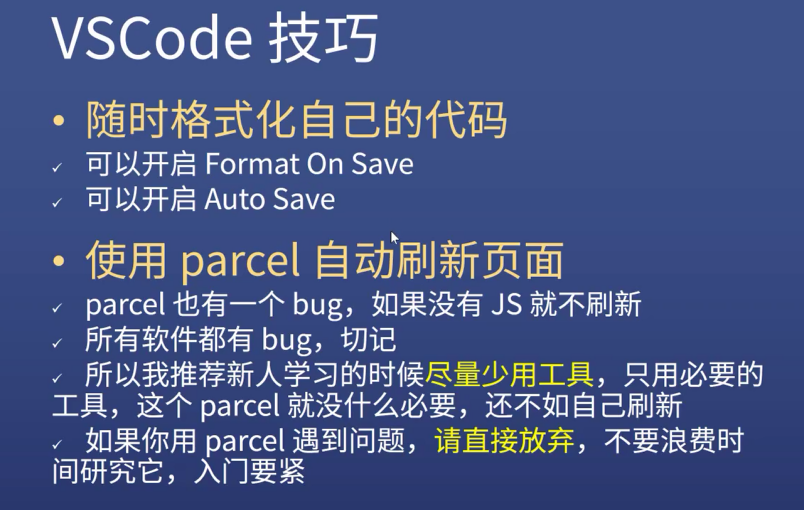 VSCode 技巧
• 随时格式化自己的代码
✓ 可以开启 Format On Save
✓ 可以开启 Auto Save
• 使用 parcel 自动刷新页面
✓ parcel 也有一个 bug，如果没有 JS 就不刷新
✓ 所有软件都有 bug，切记
✓ 所以我推荐新人学习的时候尽量少用工具，只用必要的
工具，这个 parcel 就没什么必要，还不如自己刷新
✓ 如果你用 parcel 遇到问题，请直接放弃，不要浪费时
间研究它，入门要紧